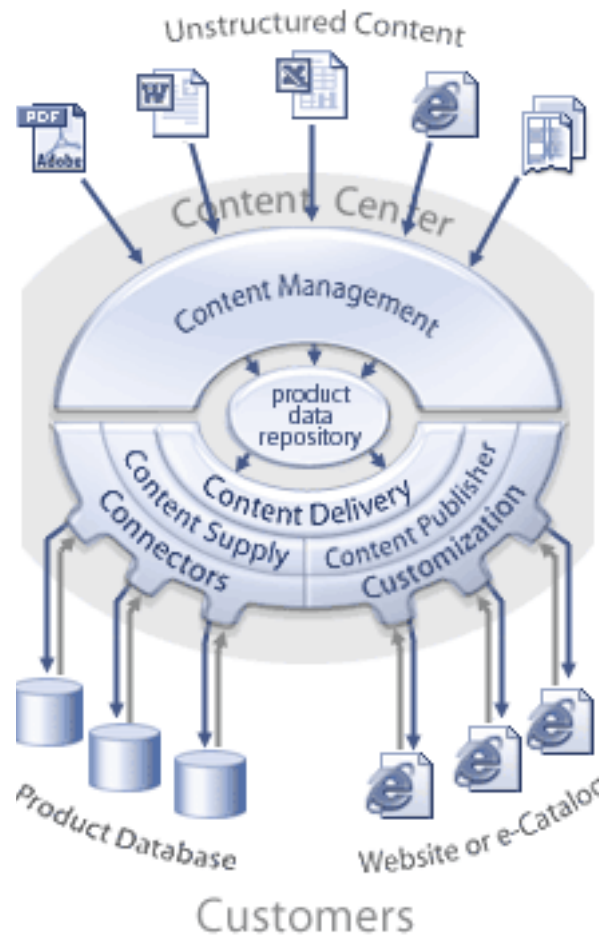 Unstructured Content
PDF
Adobe
W
X
e
Content Center
Content Management
product
data
repository
Content Delivery
Content Supply
Content Publisher
Connectors
Customization
e
e
e
Product Database
Website or e-Catalog
Customers